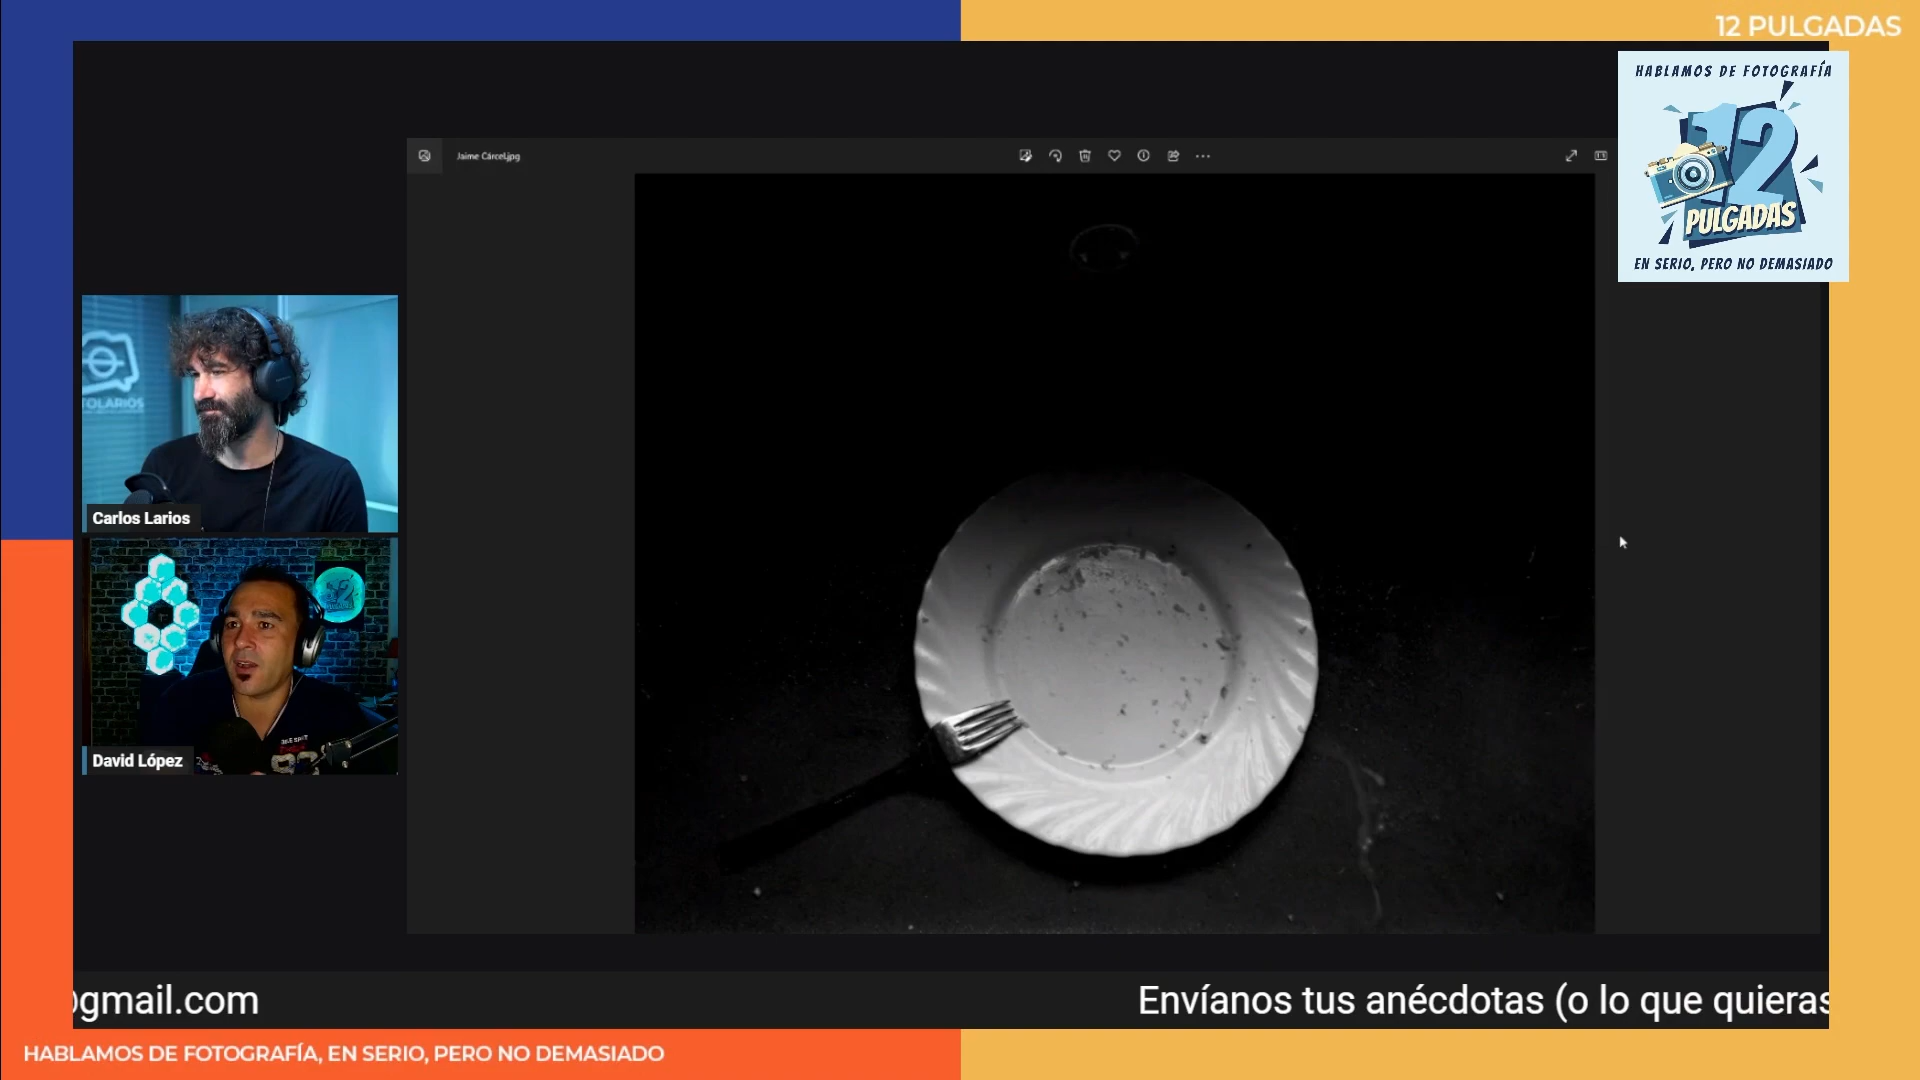 12 PULGADAS
HABLAMOS DE FOTOGRAFÍA
12
PULGADAS
EN SERIO, PERO NO DEMASIADO
Jaime Cárcel.jpg
TOLARIOS
Carlos Larios
David López
@gmail.com
Envíanos tus anécdotas (o lo que quieras
HABLAMOS DE FOTOGRAFÍA, EN SERIO, PERO NO DEMASIADO